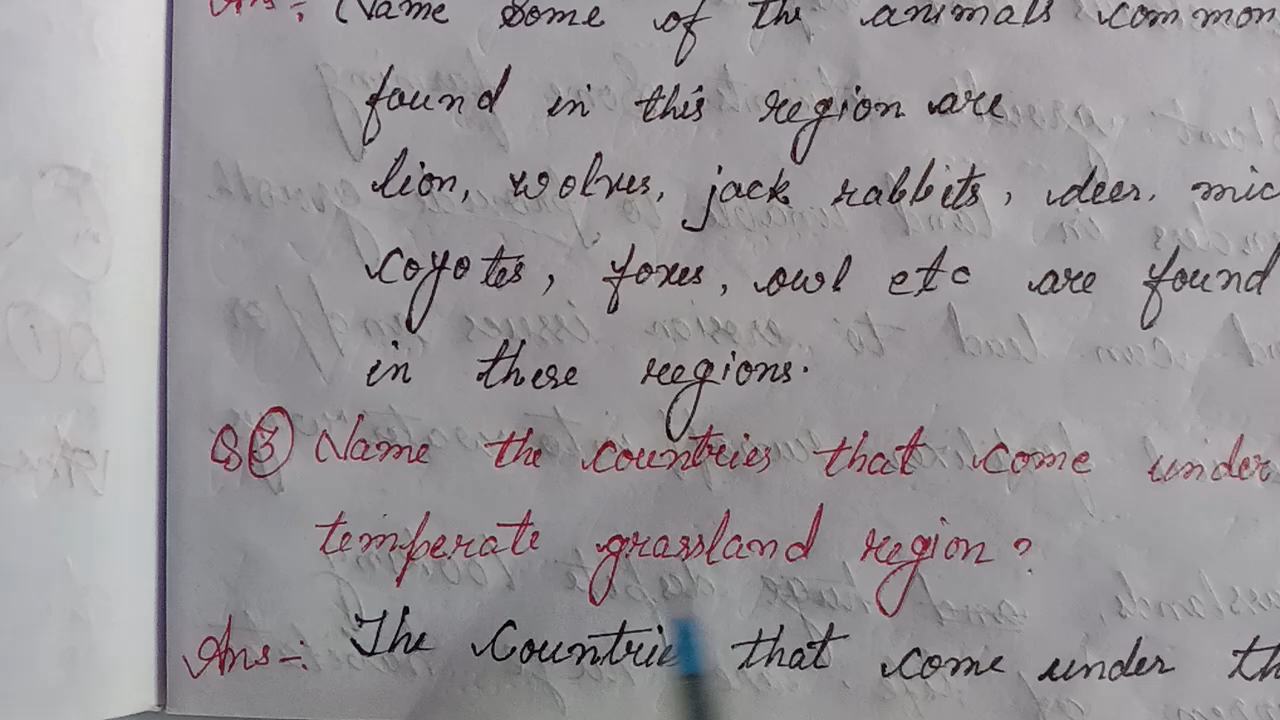 Ans:- Name some of the animals common
found in this region are
lion, wolves, jack rabbits, deer, mic
coyotes, foxes, owl etc are found
in these regions.
Q③ Name the countries that come under
temperate grassland region?
Ans-: The Countrie that come under th